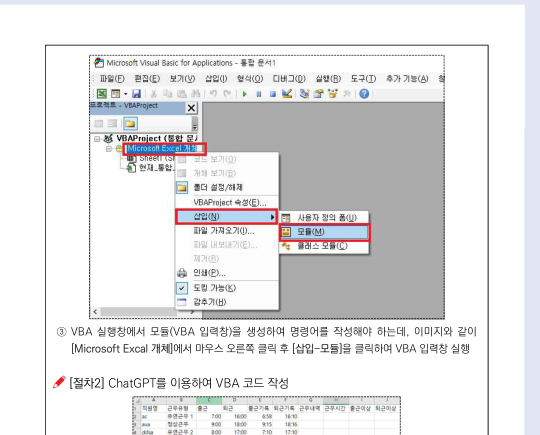 Microsoft Visual Basic for Applications - 통합 문서1
파일(F) 편집(E) 보기(V) 삽입(I) 형식(O) 디버그(D) 실행(R) 도구(T) 추가 기능(A) 창
프로젝트 - VBAProject
VBAProject (통합 문
Microsoft Excel 개체
Sheet1 (S
현재_통합
코드 보기(O)
개체 보기(B)
폴더 설정/해제
VBAProject 속성(E)...
삽입(N)
사용자 정의 폼(U)
파일 가져오기(I)...
모듈(M)
파일 내보내기(E)...
클래스 모듈(C)
제거(R)
인쇄(P)...
도킹 가능(K)
감추기(H)
③ VBA 실행창에서 모듈(VBA 입력창)을 생성하여 명령어를 작성해야 하는데, 이미지와 같이
[Microsoft Excal 개체]에서 마우스 오른쪽 클릭 후 [삽입-모듈]을 클릭하여 VBA 입력창 실행
[절차2] ChatGPT를 이용하여 VBA 코드 작성
직원명 근무유형 출근 퇴근 출근기록 퇴근기록 근무내역 근무시간 출근이상 퇴근이상
ac 유연근무 1 7:00 16:00 6:58 16:10
ava 정상근무 9:00 18:00 9:15 18:16
유연근무 2 8:00 17:00 7:10 17:10